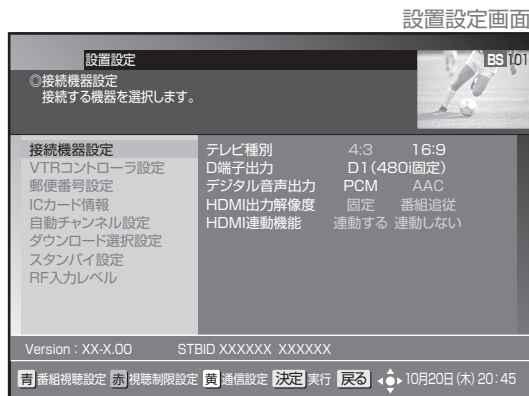 設置設定画面
設置設定
BS 101
◎接続機器設定
接続する機器を選択します。
接続機器設定
VTRコントローラ設定
郵便番号設定
ICカード情報
自動チャンネル設定
ダウンロード選択設定
スタンバイ設定
RF入力レベル
テレビ種別 4:3 16:9
D端子出力 D1(480i固定)
デジタル音声出力 PCM AAC
HDMI出力解像度 固定 番組追従
HDMI連動機能 連動する 連動しない
Version : XX-X.00 STBID XXXXXX XXXXXX
青 番組視聴設定 赤 視聴制限設定 黄 通信設定 決定 実行 戻る 10月20日(木) 20:45